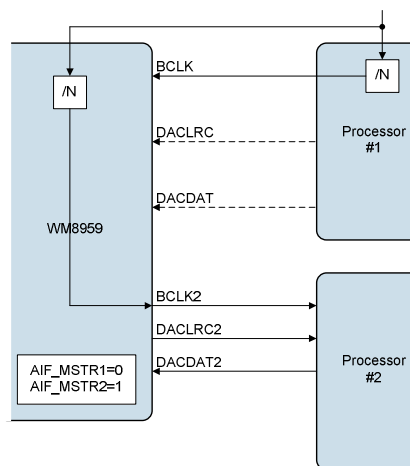 /N
BCLK
/N
DACLRC
Processor
#1
DACDAT
WM8959
BCLK2
DACLRC2
Processor
#2
DACDAT2
AIF_MSTR1=0
AIF_MSTR2=1